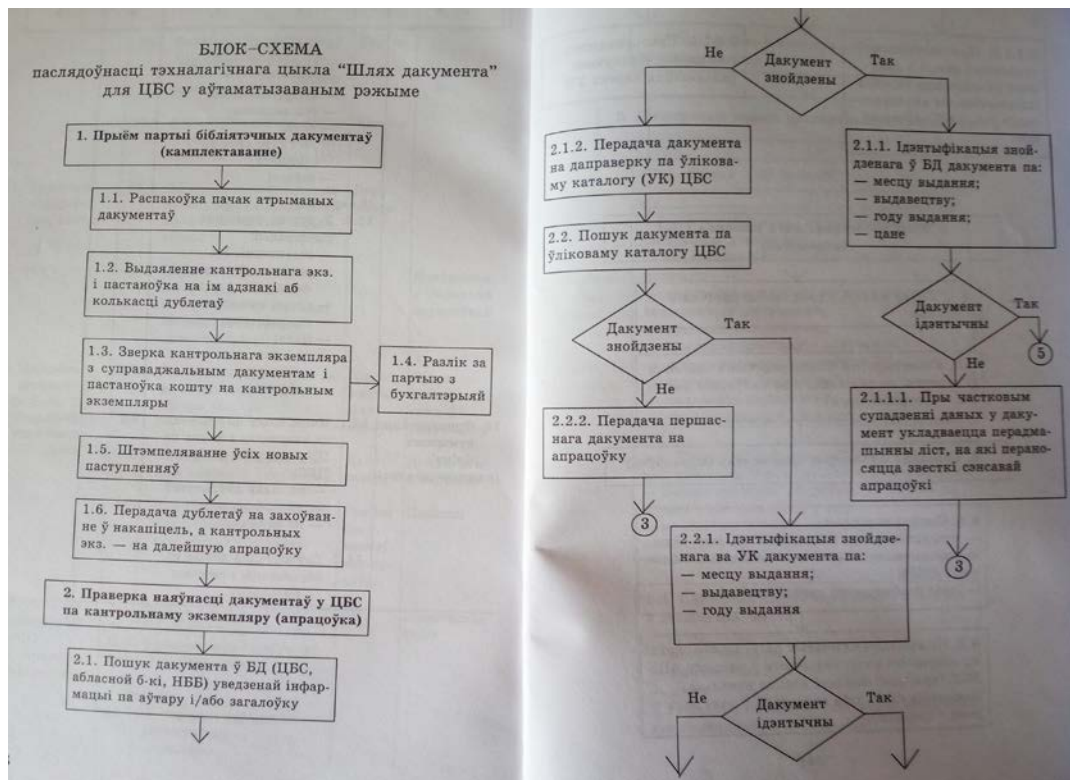 БЛОК–СХЕМА
паслядоўнасці тэхналагічнага цыкла “Шлях дакумента”
для ЦБС у аўтаматызаваным рэжыме
1. Прыём партыі бібліятэчных дакументаў
(камплектаванне)
1.1. Распакоўка пачак атрыманых
дакументаў
1.2. Выдзяленне кантрольнага экз.
і пастаноўка на ім адзнакі аб
колькасці дублетаў
1.3. Зверка кантрольнага экземпляра
з суправаджальным дакументам і
пастаноўка кошту на кантрольным
экземпляры
1.4. Разлік за
партыю з
бухгалтэрыяй
1.5. Штэмпеляванне ўсіх новых
паступленняў
1.6. Перадача дублетаў на захоўван-
не ў накапіцель, а кантрольных
экз. — на далейшую апрацоўку
2. Праверка наяўнасці дакументаў у ЦБС
па кантрольнаму экземпляру (апрацоўка)
2.1. Пошук дакумента ў БД (ЦБС,
абласной б-кі, НББ) уведзенай інфар-
мацыі па аўтару і/або загалоўку
Не
Дакумент
знойдзены
Так
2.1.2. Перадача дакумента
на даправерку па ўліковa-
му каталогу (УК) ЦБС
2.1.1. Ідэнтыфікацыя зной-
дзенага ў БД дакумента па:
— месцу выдання;
— выдавецтву;
— году выдання;
— цане
2.2. Пошук дакумента па
ўліковаму каталогу ЦБС
Дакумент
знойдзены
Так
Не
Дакумент
ідэнтычны
Так
5
Не
2.2.2. Перадача першас-
нага дакумента на
апрацоўку
3
2.1.1.1. Пры частковым
супадзенні даных у даку-
мент укладваецца перадма-
шынны ліст, на які перано-
сяцца звесткі сэнсавай
апрацоўкі
3
2.2.1. Ідэнтыфікацыя знойдзе-
нага ва УК дакумента па:
— месцу выдання;
— выдавецтву;
— году выдання
Не
Дакумент
ідэнтычны
Так